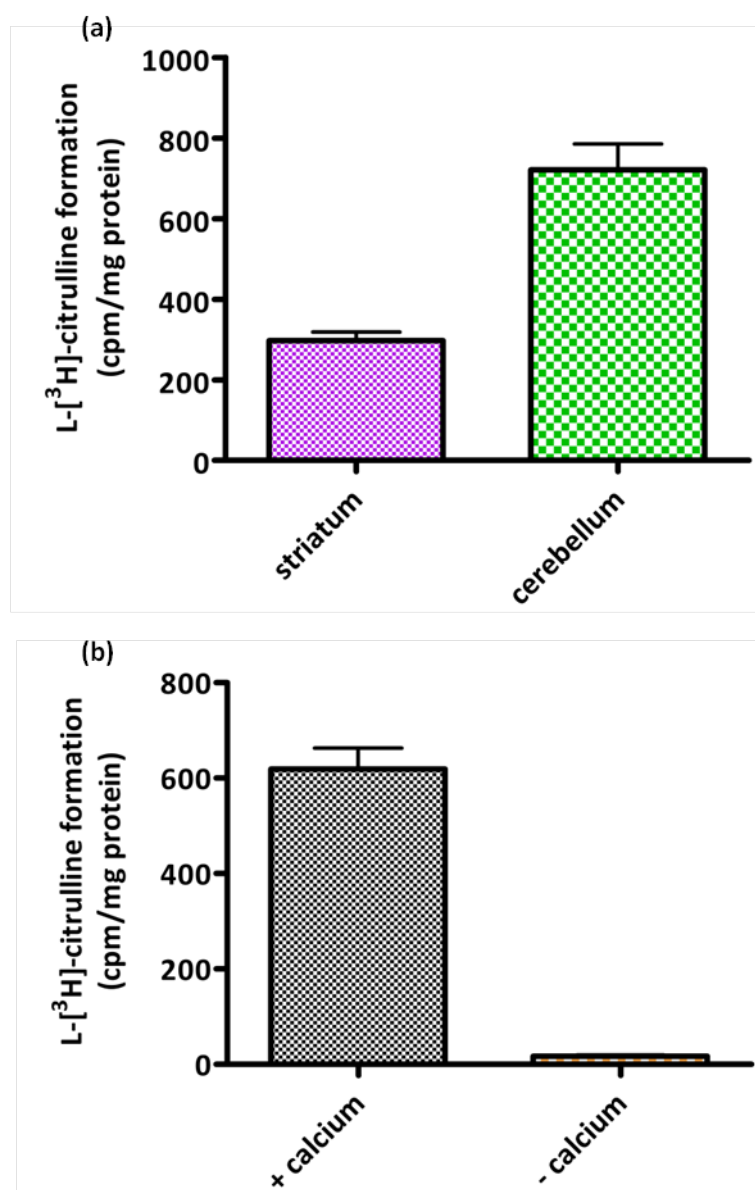 (a)
L-[³H]-citrulline formation
(cpm/mg protein)
1000
800
600
400
200
0
striatum
cerebellum
(b)
L-[³H]-citrulline formation
(cpm/mg protein)
800
600
400
200
0
+ calcium
- calcium